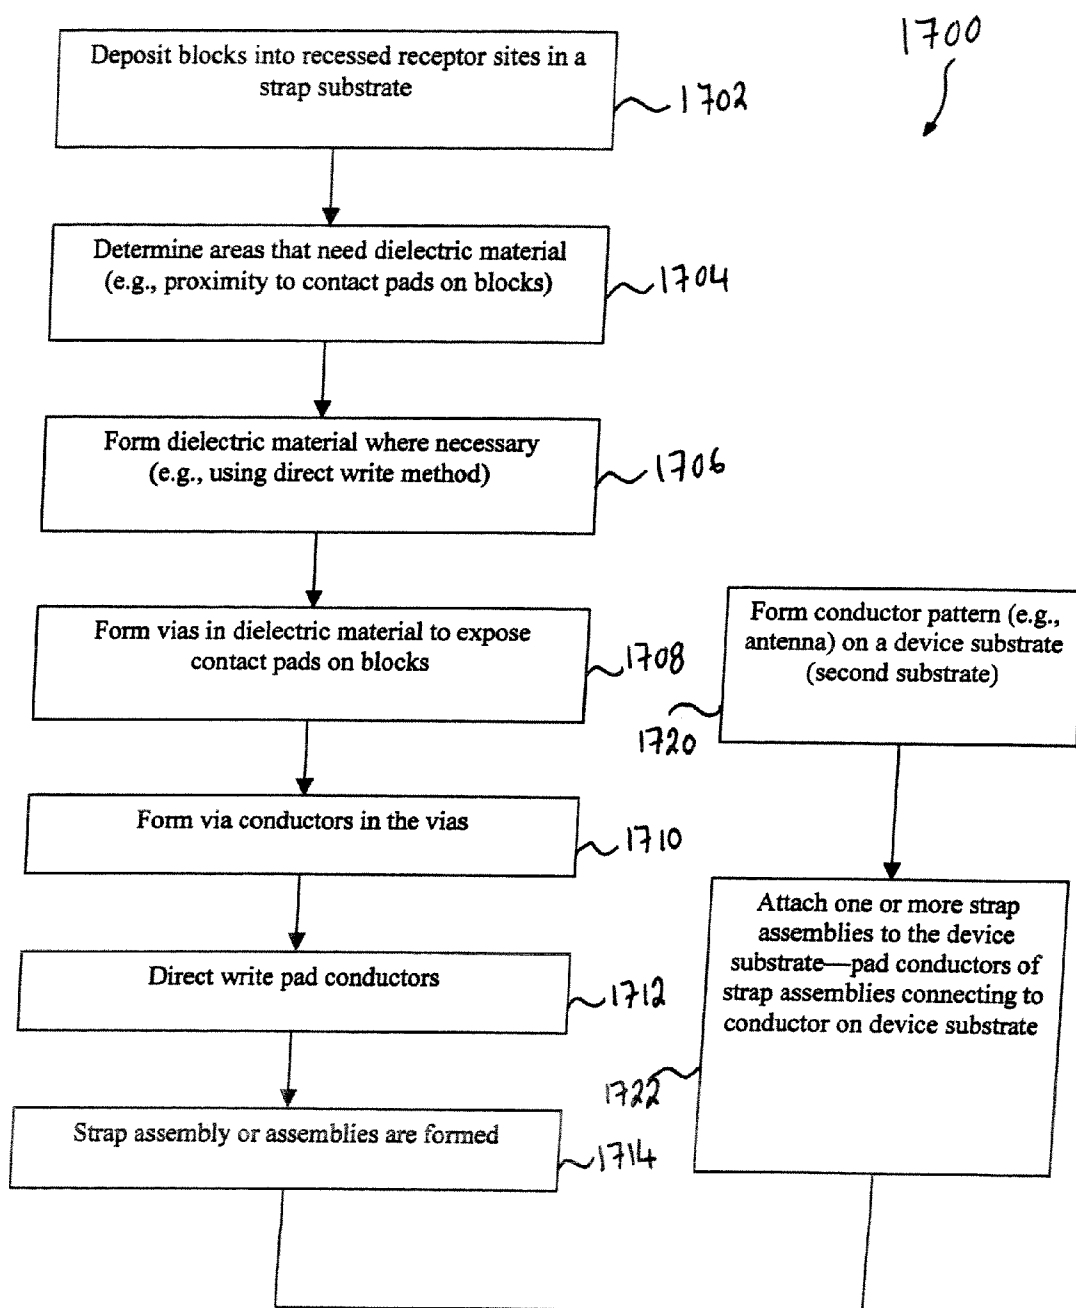 1700
Deposit blocks into recessed receptor sites in a
strap substrate
1702
Determine areas that need dielectric material
(e.g., proximity to contact pads on blocks)
1704
Form dielectric material where necessary
(e.g., using direct write method)
1706
Form vias in dielectric material to expose
contact pads on blocks
1708
Form via conductors in the vias
1710
Direct write pad conductors
1712
Strap assembly or assemblies are formed
1714
Form conductor pattern (e.g.,
antenna) on a device substrate
(second substrate)
1720
Attach one or more strap
assemblies to the device
substrate—pad conductors of
strap assemblies connecting to
conductor on device substrate
1722